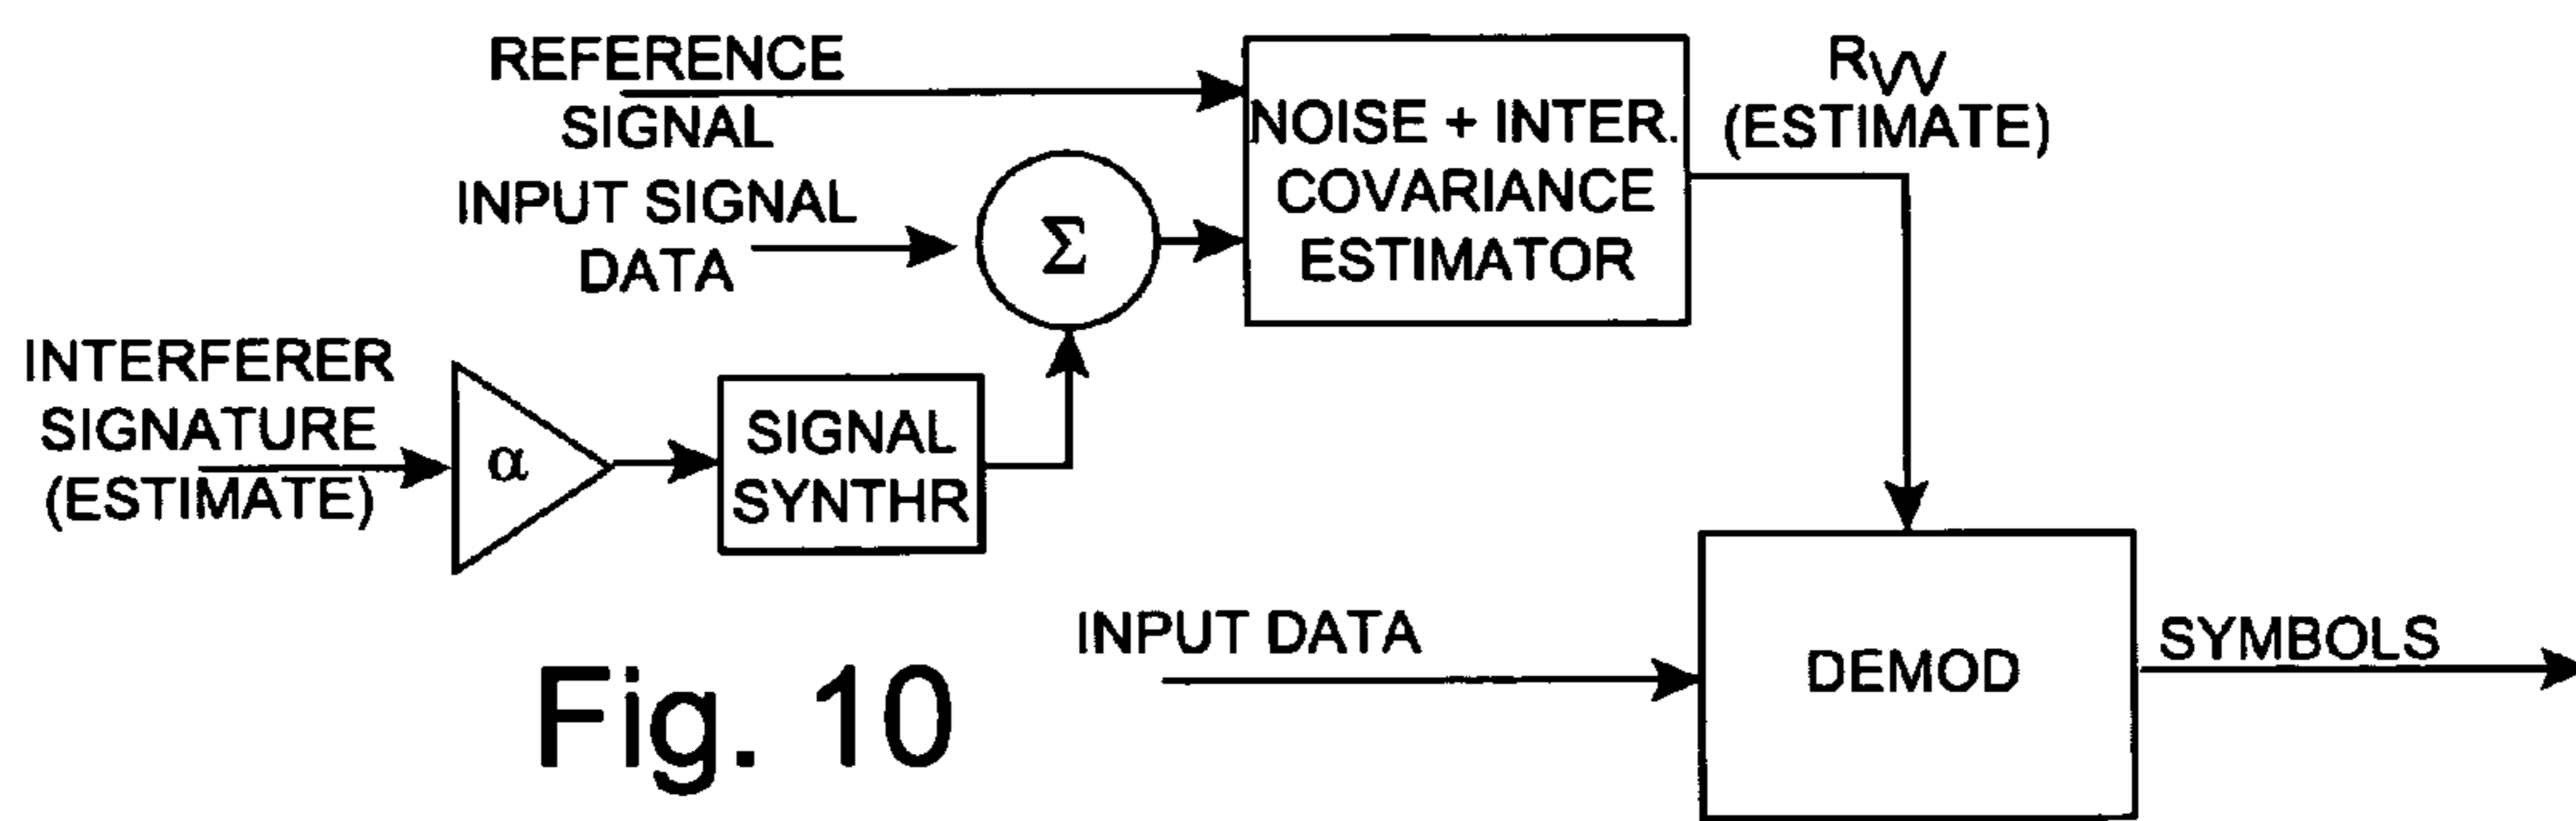 REFERENCE
SIGNAL
INPUT SIGNAL
DATA
Σ
NOISE + INTER.
COVARIANCE
ESTIMATOR
RVV
(ESTIMATE)
INTERFERER
SIGNATURE
(ESTIMATE)
α
SIGNAL
SYNTHR
INPUT DATA
DEMOD
SYMBOLS
Fig. 10